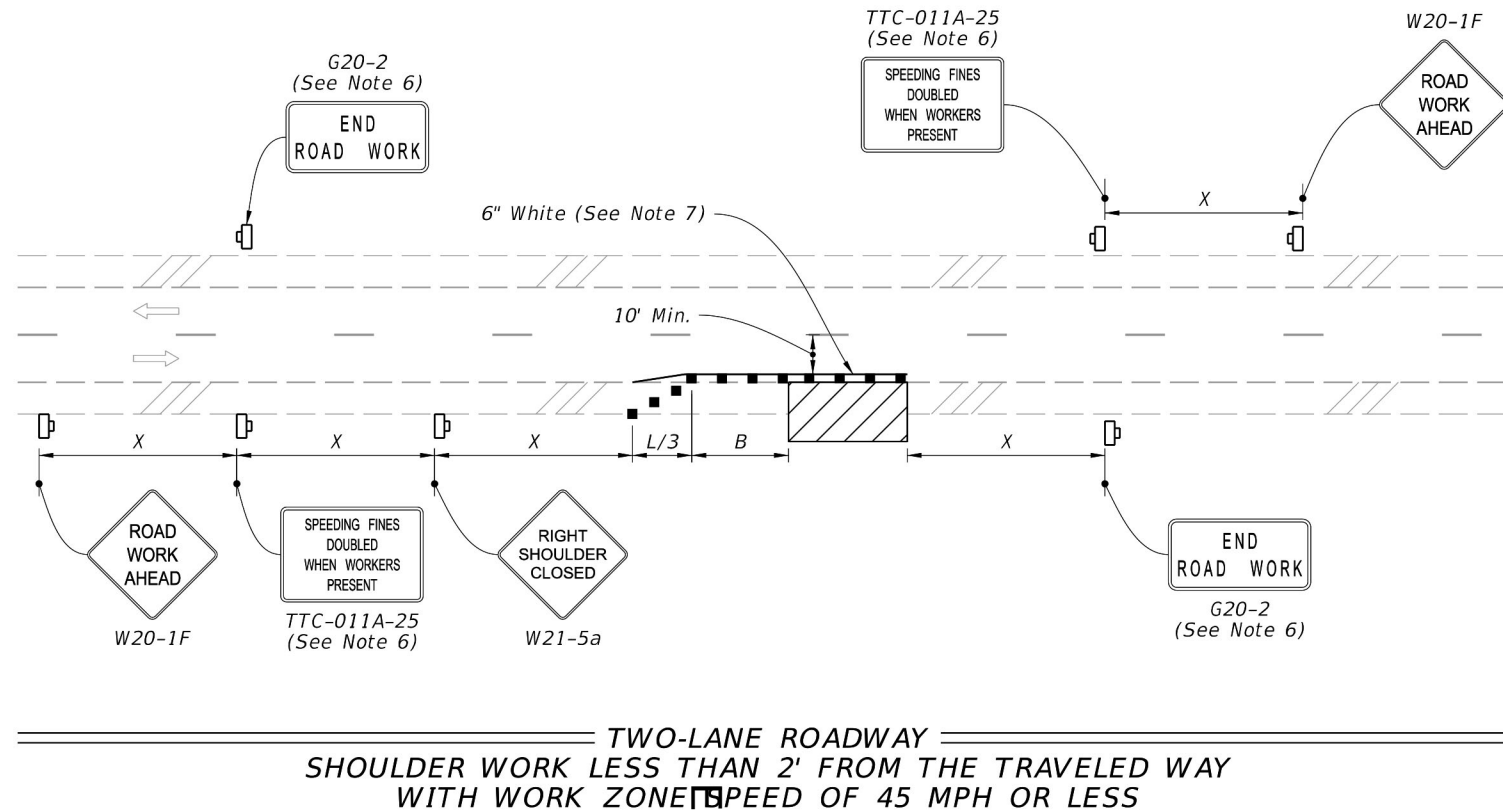 TTC-011A-25
(See Note 6)
SPEEDING FINES
DOUBLED
WHEN WORKERS
PRESENT
W20-1F
ROAD
WORK
AHEAD
G20-2
(See Note 6)
END
ROAD WORK
X
6" White (See Note 7)
10' Min.
X
X
X
L/3
B
X
ROAD
WORK
AHEAD
W20-1F
SPEEDING FINES
DOUBLED
WHEN WORKERS
PRESENT
TTC-011A-25
(See Note 6)
RIGHT
SHOULDER
CLOSED
W21-5a
END
ROAD WORK
G20-2
(See Note 6)
TWO-LANE ROADWAY
SHOULDER WORK LESS THAN 2' FROM THE TRAVELED WAY
WITH WORK ZONE SPEED OF 45 MPH OR LESS